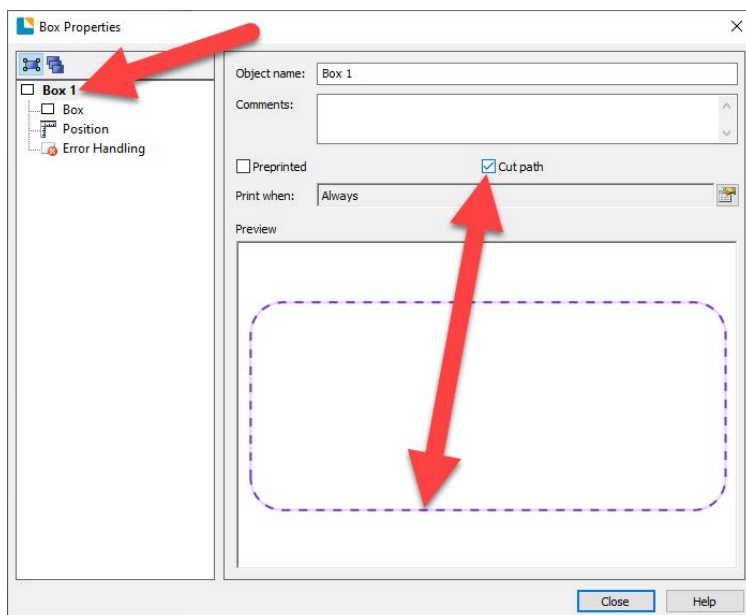 Box Properties
Box 1
Box
Position
Error Handling
Object name: Box 1
Comments:
Preprinted Cut path
Print when: Always
Preview
Close Help